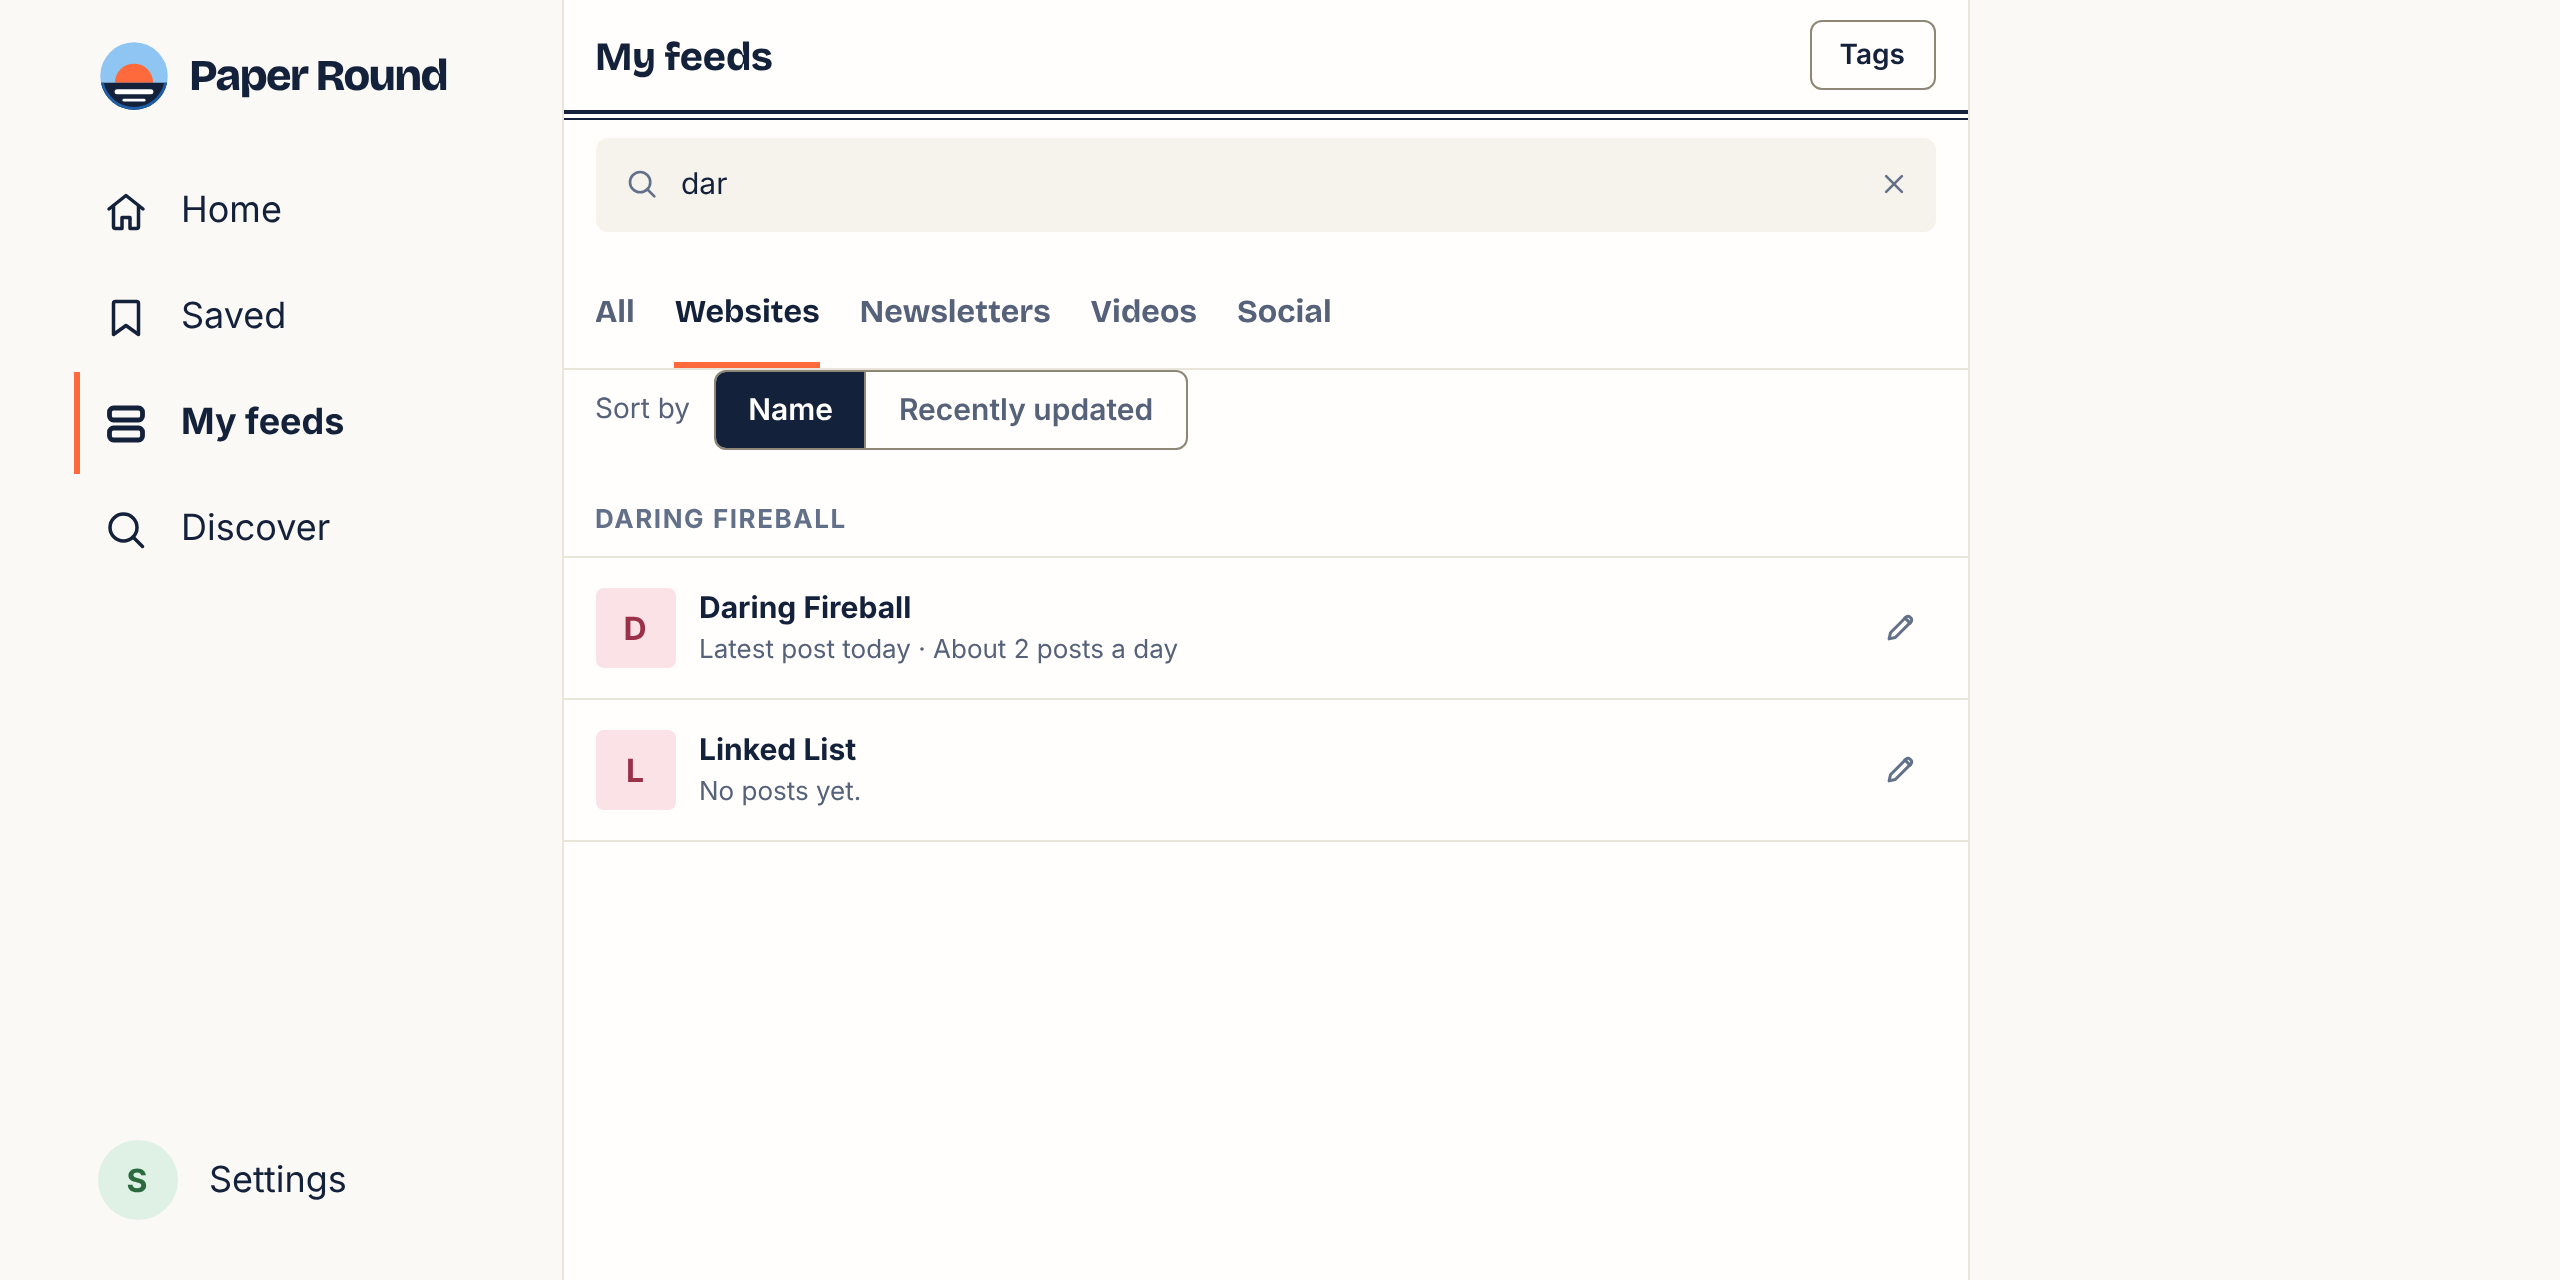 Paper Round
Home
Saved
My feeds
Discover
S
Settings
My feeds
Tags
dar
All Websites Newsletters Videos Social
Sort by Name Recently updated
DARING FIREBALL
D
Daring Fireball
Latest post today · About 2 posts a day
L
Linked List
No posts yet.